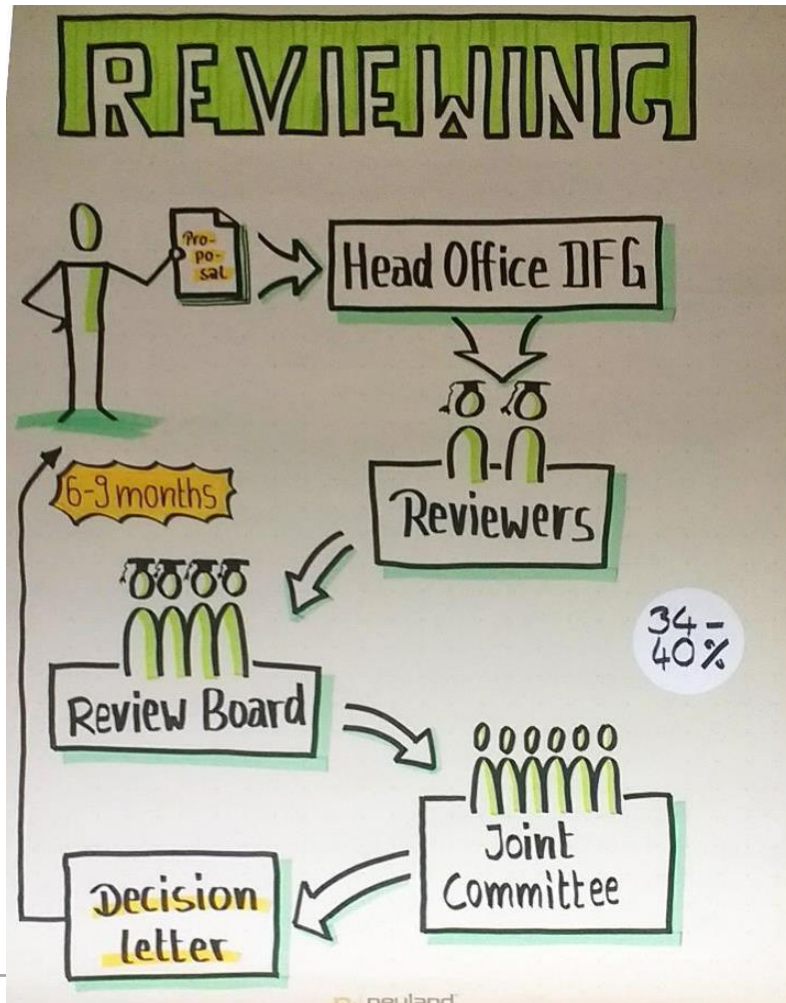 REVIEWING
Pro-
po-
sal
Head Office DFG
Reviewers
6-9 months
34-
40%
Review Board
Joint
Committee
Decision
letter
neuland